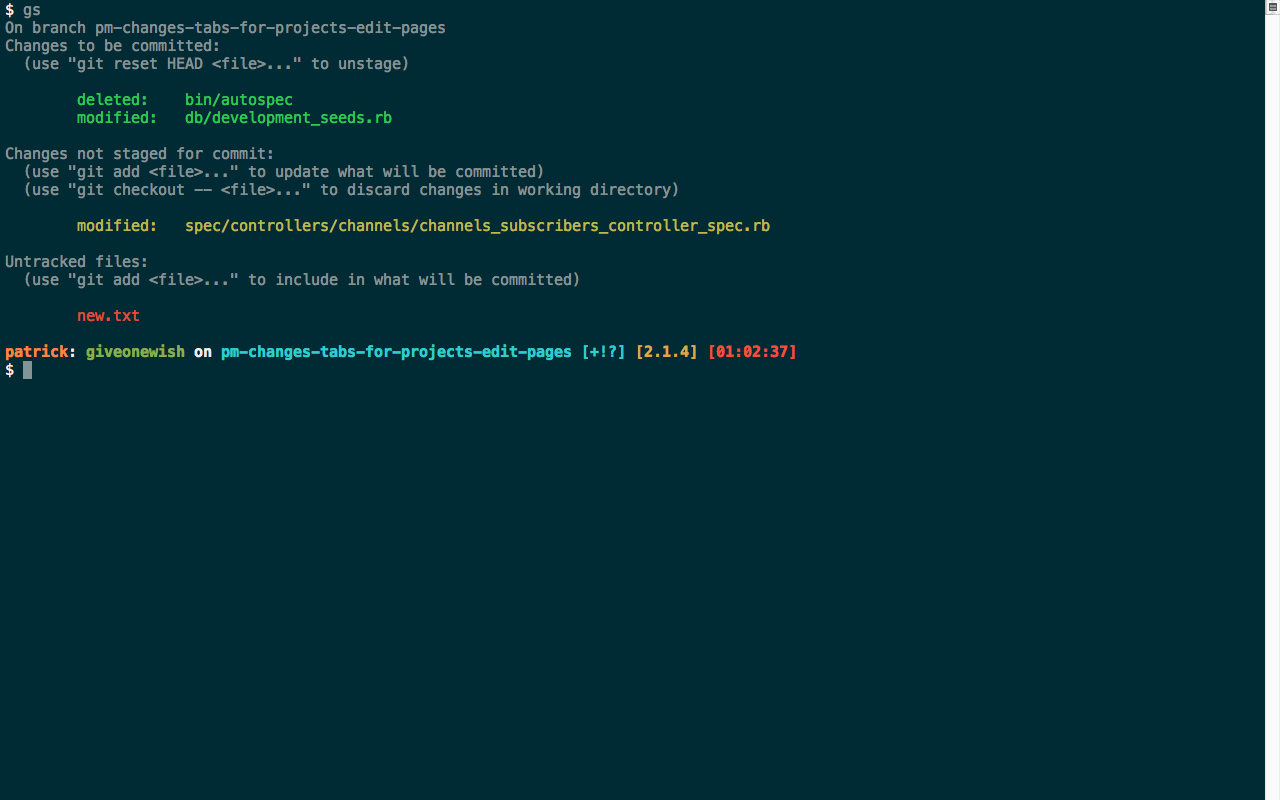 $ gs
On branch pm-changes-tabs-for-projects-edit-pages
Changes to be committed:
  (use "git reset HEAD <file>..." to unstage)
        deleted:    bin/autospec
        modified:   db/development_seeds.rb
Changes not staged for commit:
  (use "git add <file>..." to update what will be committed)
  (use "git checkout -- <file>..." to discard changes in working directory)
        modified:   spec/controllers/channels/channels_subscribers_controller_spec.rb
Untracked files:
  (use "git add <file>..." to include in what will be committed)
        new.txt
patrick: giveonewish on pm-changes-tabs-for-projects-edit-pages [+!?] [2.1.4] [01:02:37]
$